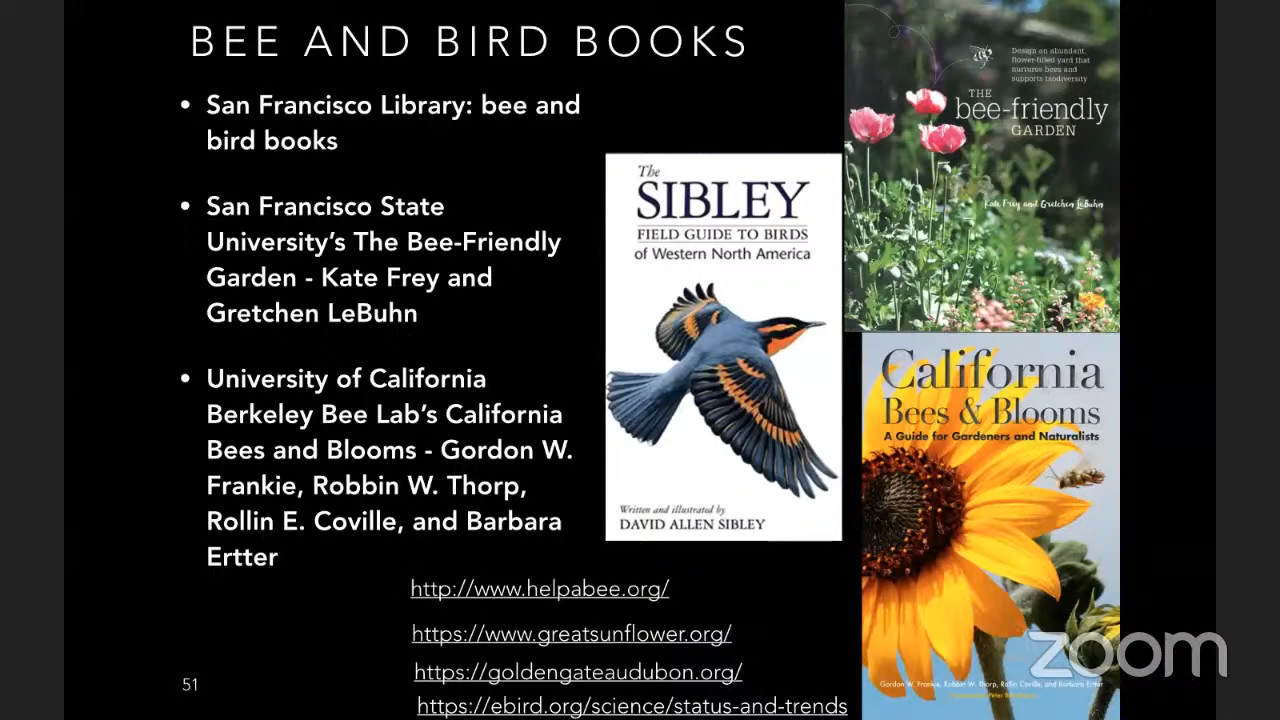 BEE AND BIRD BOOKS
• San Francisco Library: bee and
bird books
• San Francisco State
University’s The Bee-Friendly
Garden - Kate Frey and
Gretchen LeBuhn
• University of California
Berkeley Bee Lab’s California
Bees and Blooms - Gordon W.
Frankie, Robbin W. Thorp,
Rollin E. Coville, and Barbara
Ertter
http://www.helpabee.org/
https://www.greatsunflower.org/
https://goldengateaudubon.org/
https://ebird.org/science/status-and-trends
51
The
SIBLEY
FIELD GUIDE TO BIRDS
of Western North America
Written and illustrated by
DAVID ALLEN SIBLEY
Design an abundant,
flower-filled yard that
nurtures bees and
supports biodiversity
THE
bee-friendly
GARDEN
Kate Frey and Gretchen LeBuhn
California
Bees & Blooms
A Guide for Gardeners and Naturalists
Gordon W. Frankie, Robbin W. Thorp, Rollin Coville, and Barbara Ertter
zoom